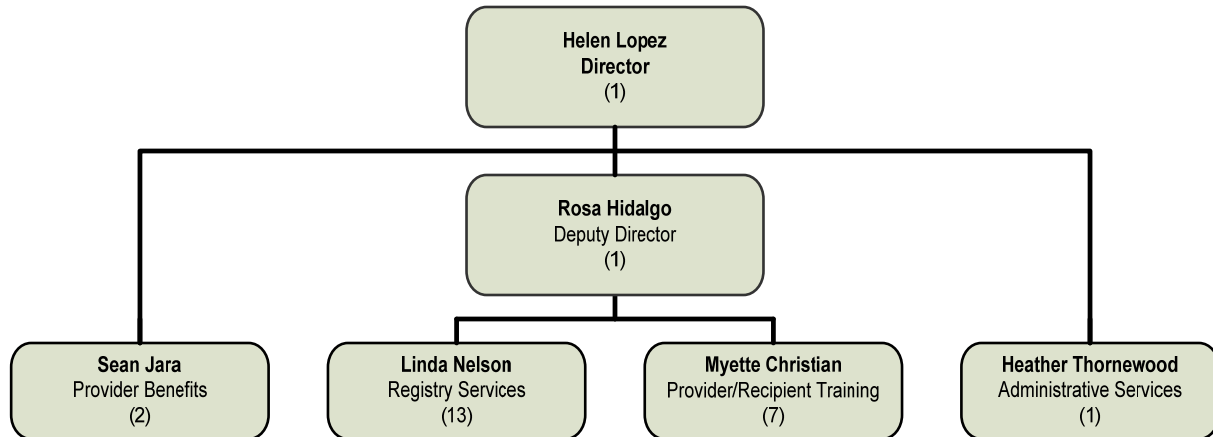 Helen Lopez
Director
(1)
Rosa Hidalgo
Deputy Director
(1)
Sean Jara
Provider Benefits
(2)
Linda Nelson
Registry Services
(13)
Myette Christian
Provider/Recipient Training
(7)
Heather Thornewood
Administrative Services
(1)